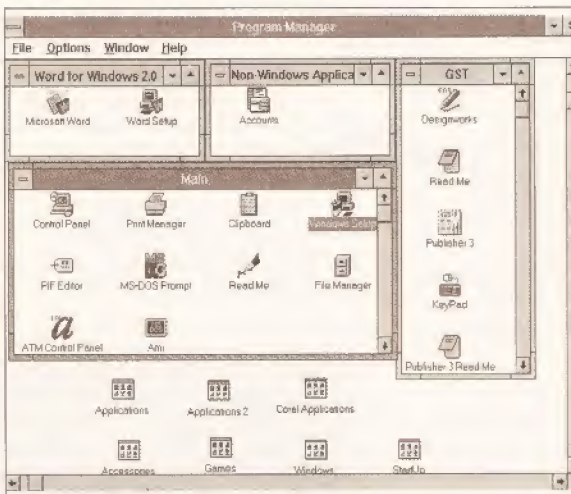 Program Manager
File Options Window Help
Word for Windows 2.0
Microsoft Word Word Setup
Non-Windows Applica
Accounts
GST
Designworks
Read Me
Publisher 3
KeyPad
Publisher 3 Read Me
Main
Control Panel Print Manager Clipboard Windows Setup
PIF Editor MS-DOS Prompt Read Me File Manager
ATM Control Panel Ami
Applications Applications 2 Corel Applications
Accessories Games Windows StartUp